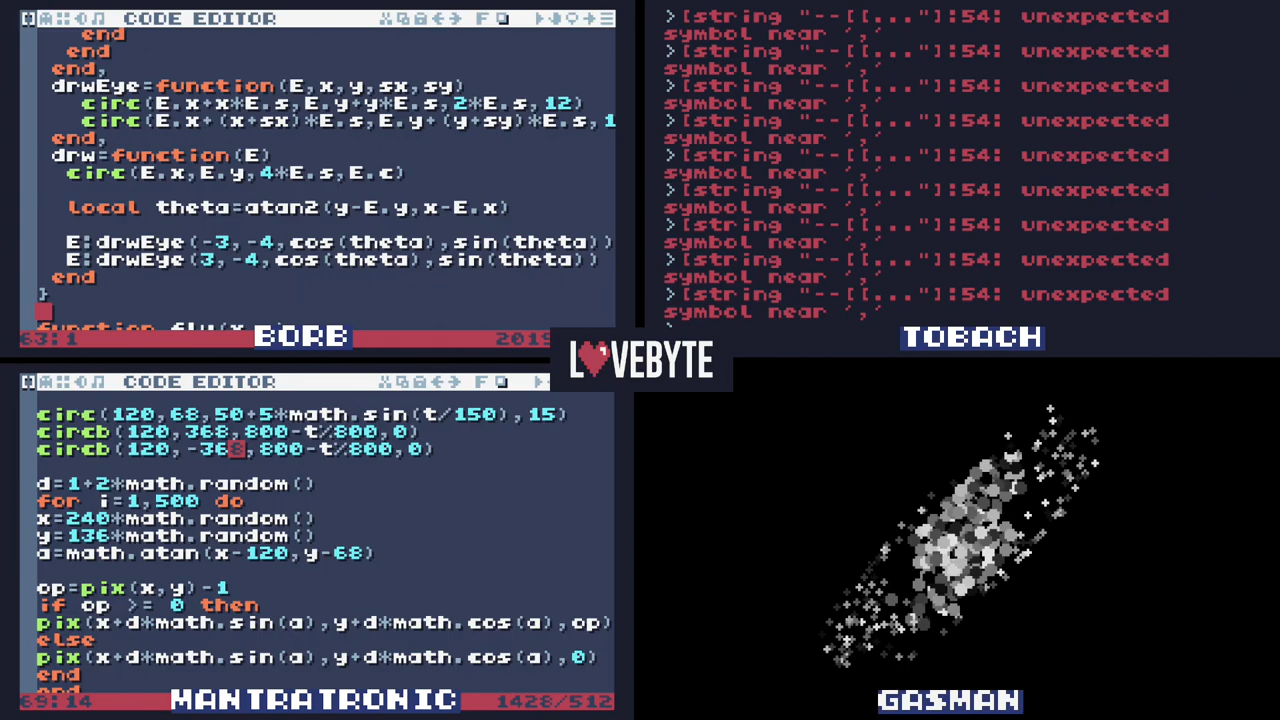 CODE EDITOR
F
end
end
end,
drwEye=function(E,x,y,sx,sy)
circ(E.x+x*E.s,E.y+y*E.s,2*E.s,12)
circ(E.x+(x+sx)*E.s,E.y+(y+sy)*E.s,1
end,
drw=function(E)
circ(E.x,E.y,4*E.s,E.c)
local theta=atan2(y-E.y,x-E.x)
E:drwEye(-3,-4,cos(theta),sin(theta))
E:drwEye(3,-4,cos(theta),sin(theta))
end
}
function
63:1
BORB
>[string "--[[..."]:54: unexpected
symbol near ','
>[string "--[[..."]:54: unexpected
symbol near ','
>[string "--[[..."]:54: unexpected
symbol near ','
>[string "--[[..."]:54: unexpected
symbol near ','
>[string "--[[..."]:54: unexpected
symbol near ','
>[string "--[[..."]:54: unexpected
symbol near ','
>[string "--[[..."]:54: unexpected
symbol near ','
>[string "--[[..."]:54: unexpected
symbol near ','
>[string "--[[..."]:54: unexpected
symbol near ','
TOBACH
L❤VEBYTE
CODE EDITOR
F
circ(120,68,50+5*math.sin(t/150),15)
circb(120,368,800-t%800,0)
circb(120,-368,800-t%800,0)
d=1+2*math.random()
for i=1,500 do
x=240*math.random()
y=136*math.random()
a=math.atan(x-120,y-68)
op=pix(x,y)-1
if op >= 0 then
pix(x+d*math.sin(a),y+d*math.cos(a),op)
else
pix(x+d*math.sin(a),y+d*math.cos(a),0)
end
end
69:14
MANTRATRONIC
1428/512
GASMAN